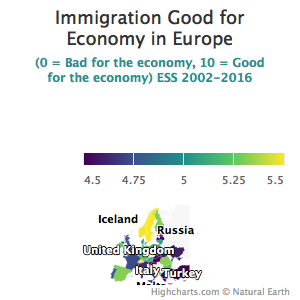 Immigration Good for
Economy in Europe
(0 = Bad for the economy, 10 = Good
for the economy) ESS 2002-2016
4.5 4.75 5 5.25 5.5
Iceland
Russia
United Kingdom
Italy
Turkey
Highcharts.com © Natural Earth